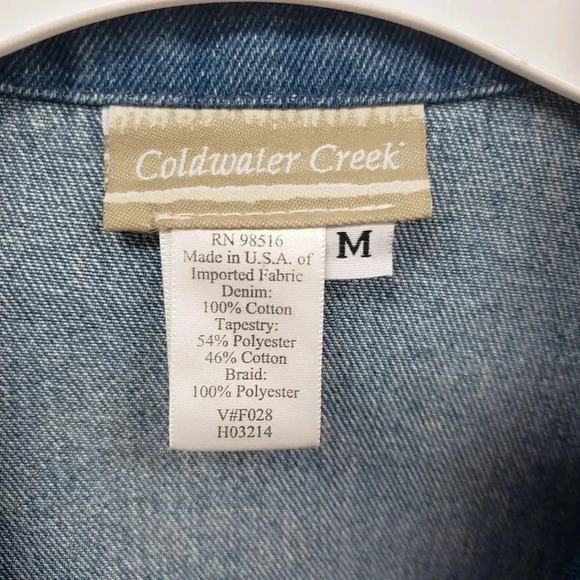 Coldwater Creek
M
RN 98516
Made in U.S.A. of
Imported Fabric
Denim:
100% Cotton
Tapestry:
54% Polyester
46% Cotton
Braid:
100% Polyester
V#F028
H03214